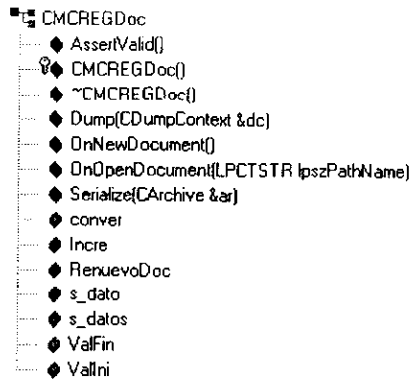 CMCREGDoc
AssertValid()
CMCREGDoc()
~CMCREGDoc()
Dump(CDumpContext &dc)
OnNewDocument()
OnOpenDocument(LPCTSTR lpszPathName)
Serialize(CArchive &ar)
conver
Incre
RenuevoDoc
s_dato
s_datos
ValFin
ValIni